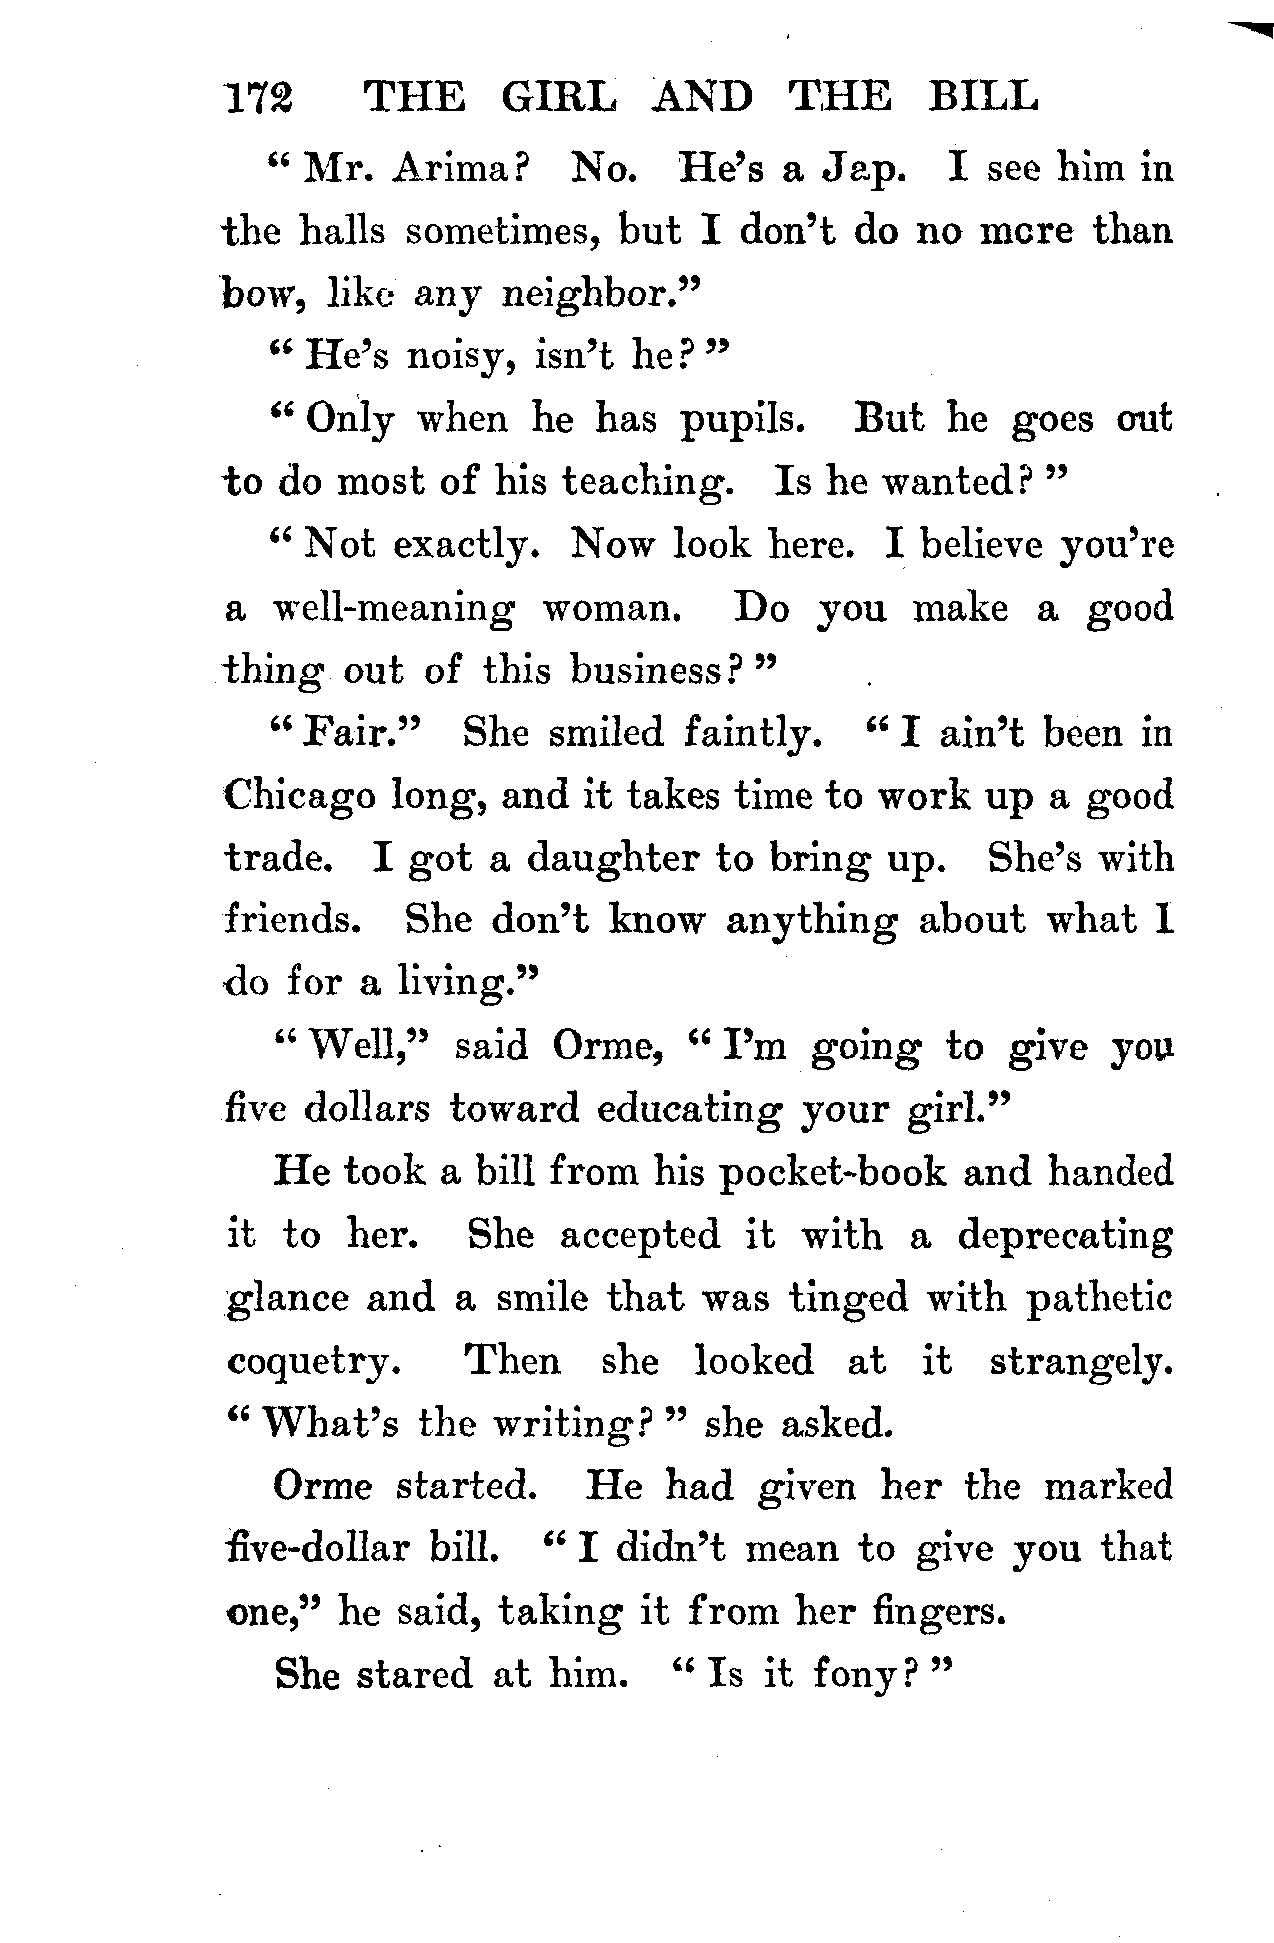 172 THE GIRL AND THE BILL
“ Mr. Arima? No. He’s a Jap. I see him in
the halls sometimes, but I don’t do no more than
bow, like any neighbor.”
“ He’s noisy, isn’t he? ”
“ Only when he has pupils. But he goes out
to do most of his teaching. Is he wanted? ”
“ Not exactly. Now look here. I believe you’re
a well-meaning woman. Do you make a good
thing out of this business? ”
“ Fair.” She smiled faintly. “ I ain’t been in
Chicago long, and it takes time to work up a good
trade. I got a daughter to bring up. She’s with
friends. She don’t know anything about what I
do for a living.”
“ Well,” said Orme, “ I’m going to give you
five dollars toward educating your girl.”
He took a bill from his pocket-book and handed
it to her. She accepted it with a deprecating
glance and a smile that was tinged with pathetic
coquetry. Then she looked at it strangely.
“ What’s the writing? ” she asked.
Orme started. He had given her the marked
five-dollar bill. “ I didn’t mean to give you that
one,” he said, taking it from her fingers.
She stared at him. “ Is it fony? ”